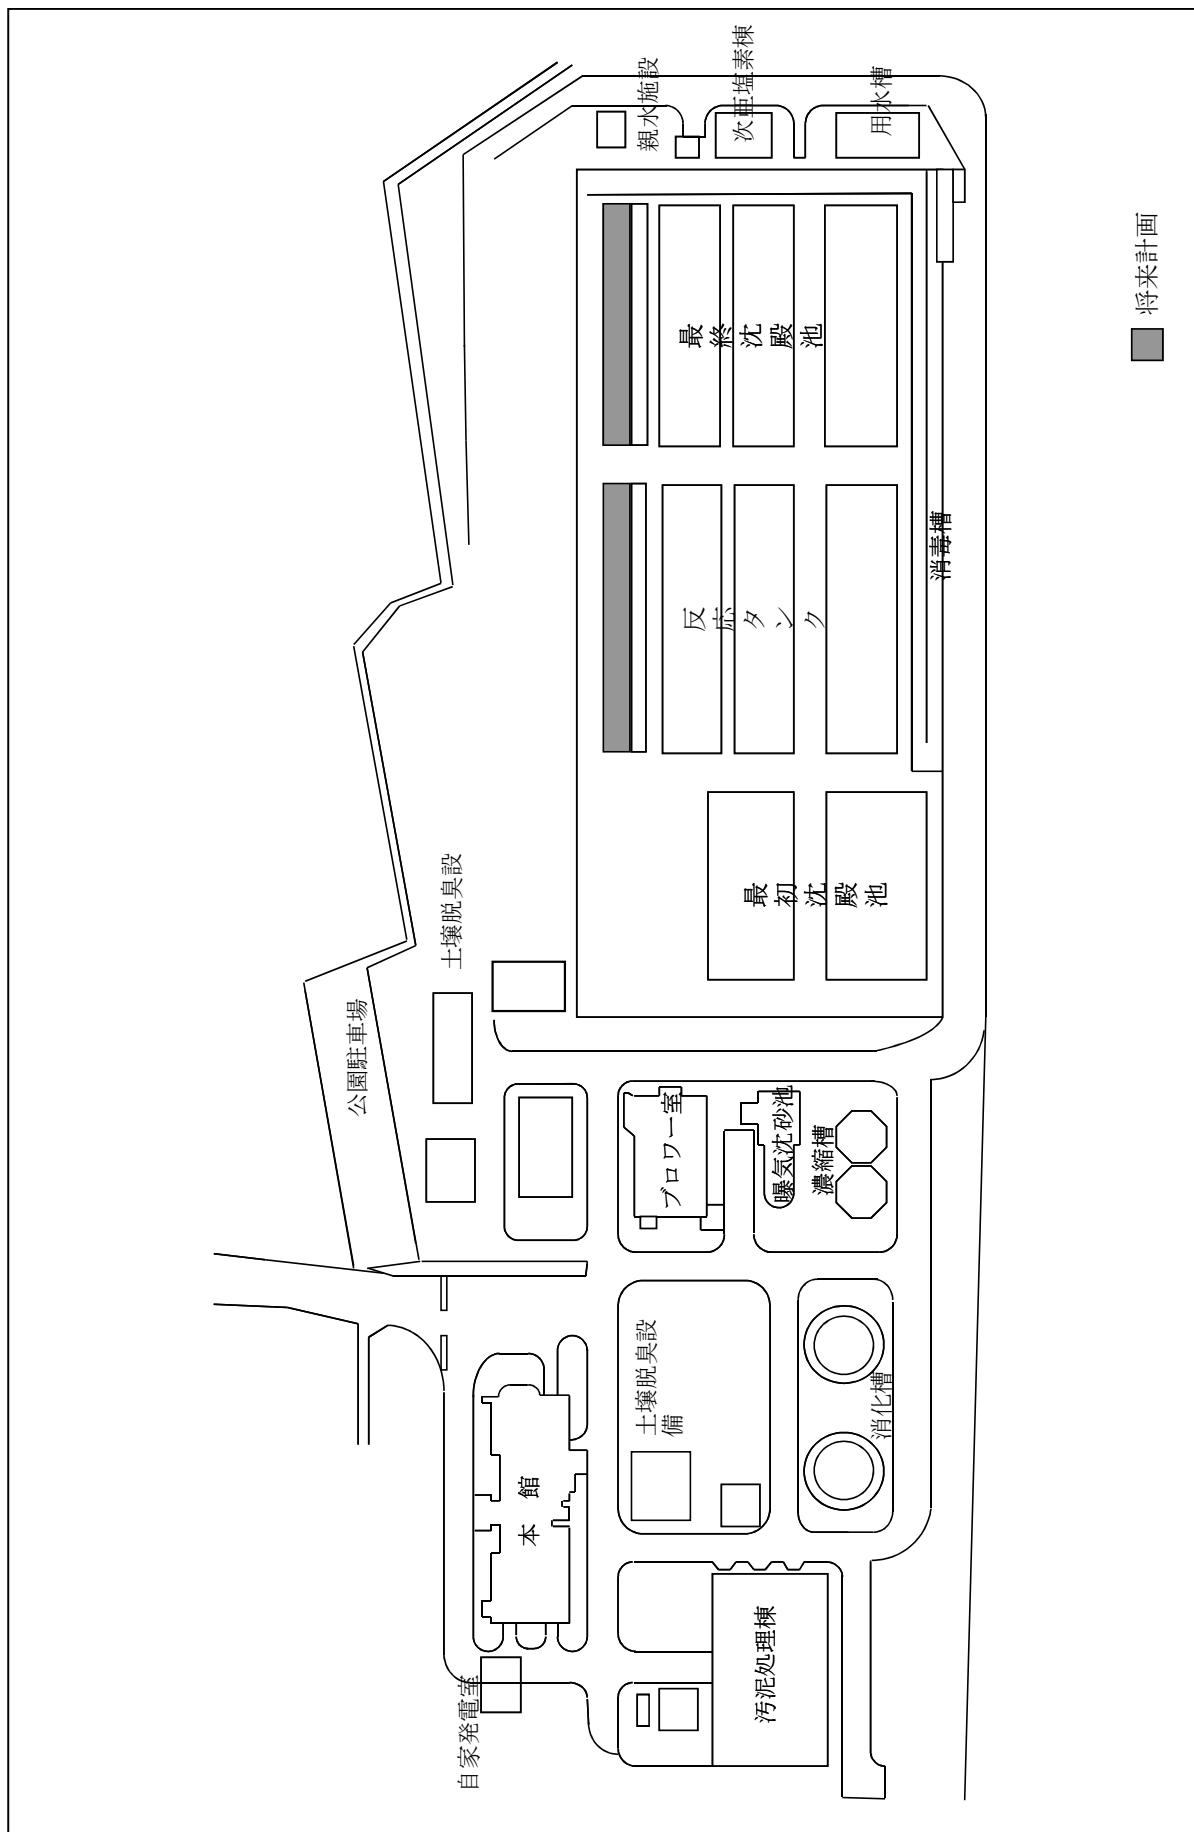 親水施設
次亜塩素棟
用水槽
将来計画
最終沈殿池
反応タンク
消毒槽
最初沈殿池
土壌脱臭設
公園駐車場
ブロワー室
曝気沈砂池
濃縮槽
土壌脱臭設
備
消化槽
本館
汚泥処理棟
自家発電室